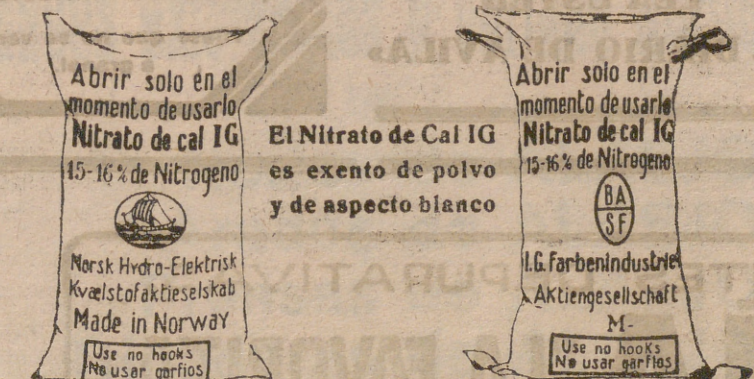 Abrir solo en el
momento de usarlo
Nitrato de cal IG
15-16% de Nitrogeno
Norsk Hydro-Elektrisk
Kvælstofaktieselskab
Made in Norway
Use no hooks
No usar garfios
El Nitrato de Cal IG
es exento de polvo
y de aspecto blanco
Abrir solo en el
momento de usarlo
Nitrato de cal IG
15-16% de Nitrogeno
BA
SF
I.G. Farbenindustrie
Aktiengesellschaft
M-
Use no hooks
No usar garfios